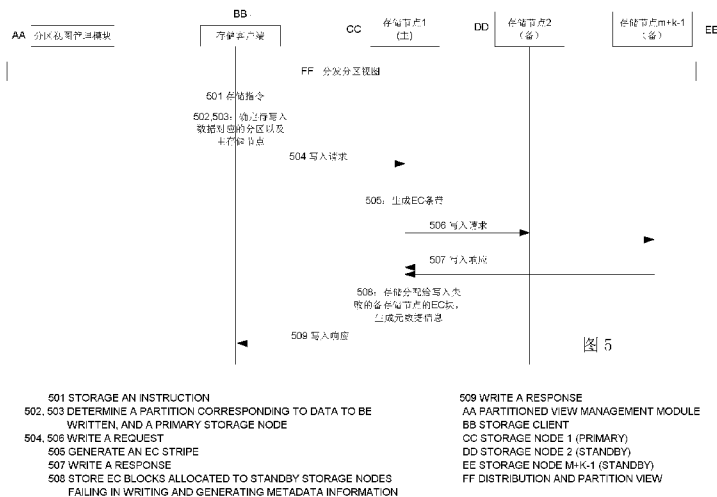 BB
AA 分区视图管理模块
存储客户端
CC 存储节点1
(主)
DD 存储节点2
(备)
存储节点m+k-1
(备) EE
FF 分发分区视图
501 存储指令
502,503：确定待写入
数据对应的分区以及
主存储节点
504 写入请求
505：生成EC条带
506 写入请求
507 写入响应
508：存储分配给写入失
败的备存储节点的EC块，
生成元数据信息
509 写入响应
图 5
501 STORAGE AN INSTRUCTION
502, 503 DETERMINE A PARTITION CORRESPONDING TO DATA TO BE
WRITTEN, AND A PRIMARY STORAGE NODE
504, 506 WRITE A REQUEST
505 GENERATE AN EC STRIPE
507 WRITE A RESPONSE
508 STORE EC BLOCKS ALLOCATED TO STANDBY STORAGE NODES
FAILING IN WRITING AND GENERATING METADATA INFORMATION
509 WRITE A RESPONSE
AA PARTITIONED VIEW MANAGEMENT MODULE
BB STORAGE CLIENT
CC STORAGE NODE 1 (PRIMARY)
DD STORAGE NODE 2 (STANDBY)
EE STORAGE NODE M+K-1 (STANDBY)
FF DISTRIBUTION AND PARTITION VIEW